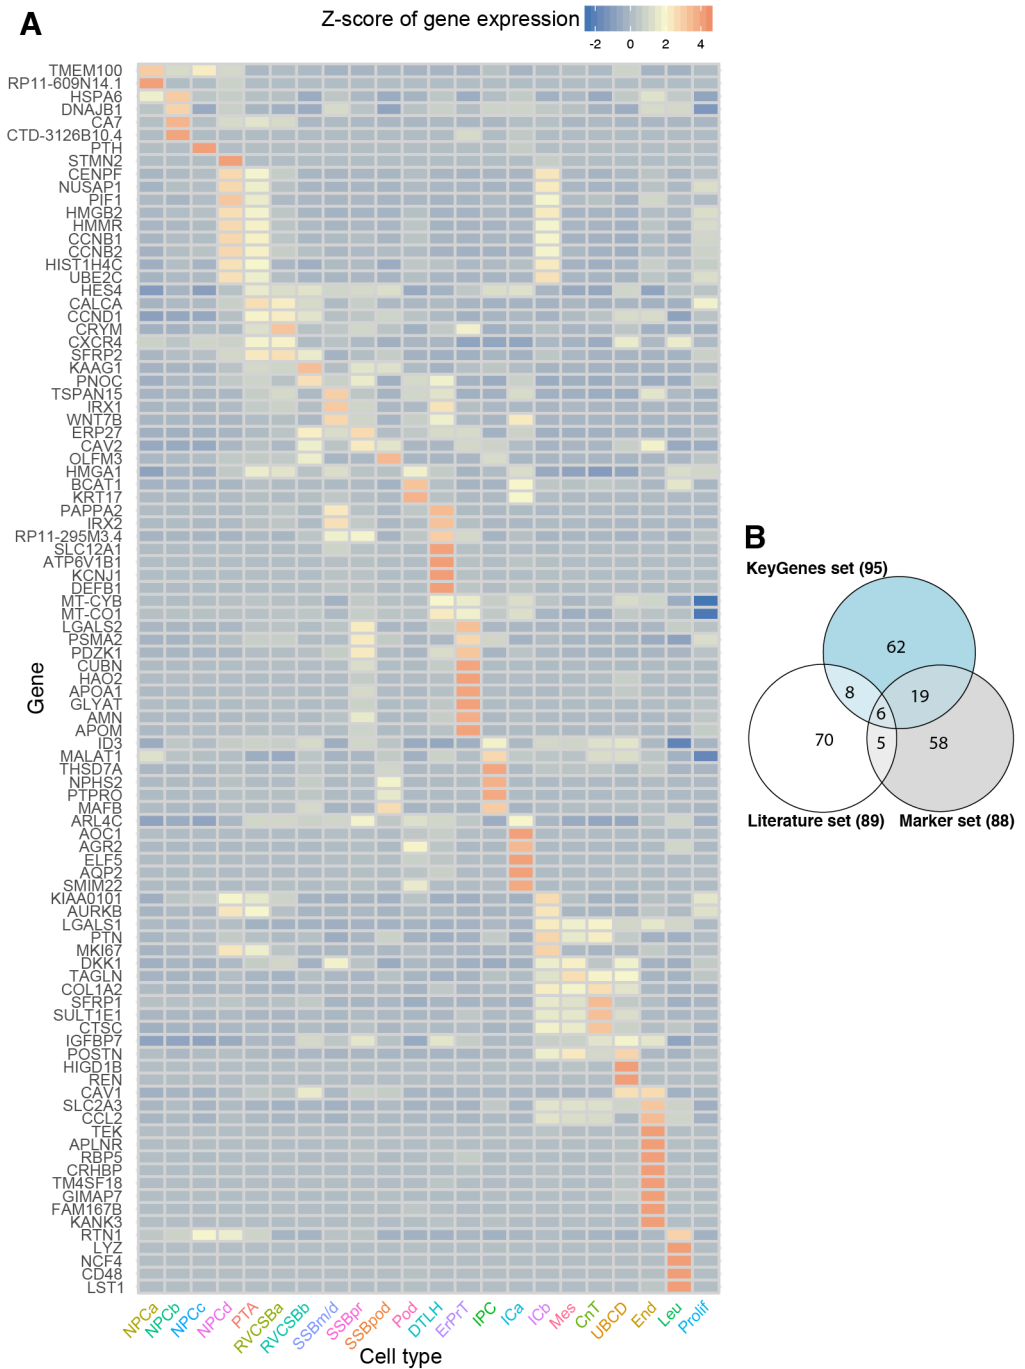 A
Z-score of gene expression
-2 0 2 4
TMEM100
RP11-609N14.1
HSPA6
DNAJB1
CA7
CTD-3126B10.4
PTH
STMN2
CENPF
NUSAP1
PIF1
HMGB2
HMMR
CCNB1
CCNB2
HIST1H4C
UBE2C
HES4
CALCA
CCND1
CRYM
CXCR4
SFRP2
KAAG1
PNOC
TSPAN15
IRX1
WNT7B
ERP27
CAV2
OLFM3
HMGA1
BCAT1
KRT17
PAPPA2
IRX2
RP11-295M3.4
SLC12A1
ATP6V1B1
KCNJ1
DEFB1
MT-CYB
MT-CO1
LGALS2
PSMA2
PDZK1
CUBN
HAO2
APOA1
GLYAT
AMN
APOM
ID3
MALAT1
THSD7A
NPHS2
PTPRO
MAFB
ARL4C
AOC1
AGR2
ELF5
AQP2
SMIM22
KIAA0101
AURKB
LGALS1
PTN
MKI67
DKK1
TAGLN
COL1A2
SFRP1
SULT1E1
CTSC
IGFBP7
POSTN
HIGD1B
REN
CAV1
SLC2A3
CCL2
TEK
APLNR
RBP5
CRHBP
TM4SF18
GIMAP7
FAM167B
KANK3
RTN1
LYZ
NCF4
CD48
LST1
Gene
NPCa NPCb NPCc NPCd PTA RVCSBa RVCSBb SSBm/d SSBpr SSBpod Pod DTLH ErPrT IPC ICa ICb Mes CnT UBCD End Leu Prolif
Cell type
B
KeyGenes set (95)
62
8 19
6
70 5 58
Literature set (89) Marker set (88)